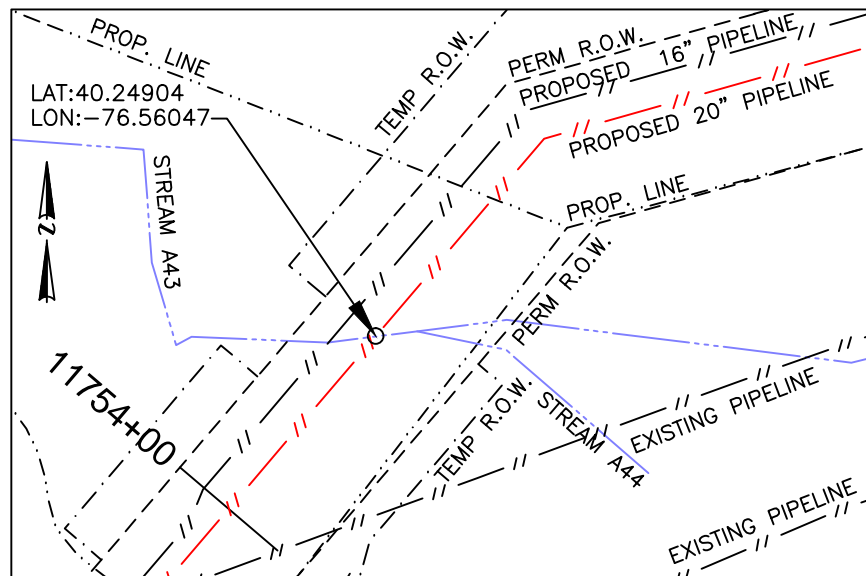 PROP. LINE
TEMP R.O.W.
PERM R.O.W.
PROPOSED 16" PIPELINE
PROPOSED 20" PIPELINE
LAT:40.24904
LON:-76.56047
STREAM A43
N
PROP. LINE
PERM R.O.W.
11754+00
TEMP R.O.W.
STREAM A44
EXISTING PIPELINE
EXISTING PIPELINE